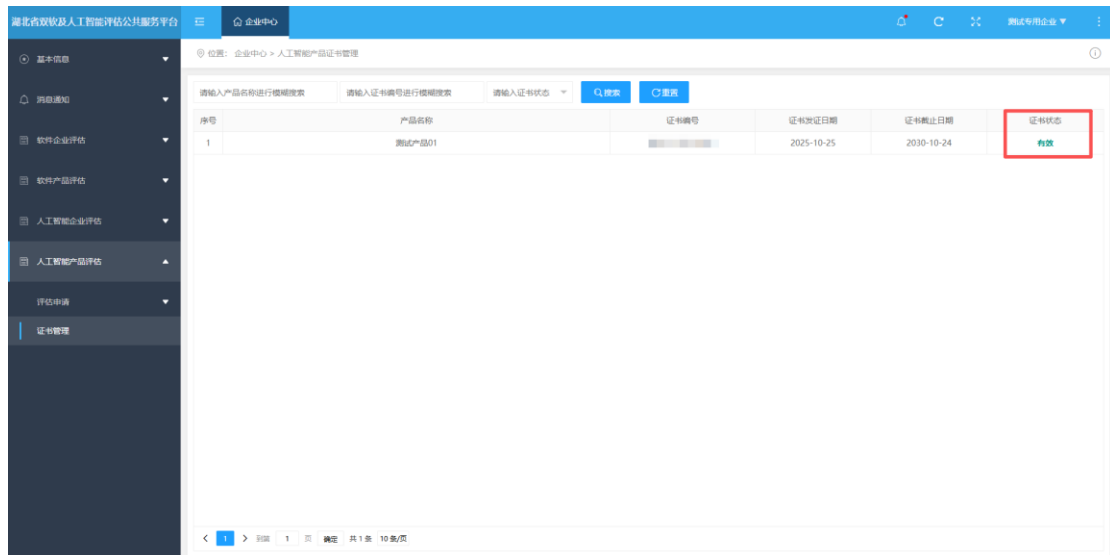 湖北省双软及人工智能评估公共服务平台
企业中心
测试专用企业
位置： 企业中心 > 人工智能产品证书管理
基本信息
消息通知
软件企业评估
软件产品评估
人工智能企业评估
人工智能产品评估
评估申请
证书管理
请输入产品名称进行模糊搜索 请输入证书编号进行模糊搜索 请输入证书状态 搜索 重置
序号 产品名称 证书编号 证书发证日期 证书截止日期 证书状态
1 测试产品01 2025-10-25 2030-10-24 有效
1 到第 1 页 确定 共 1 条 10 条/页